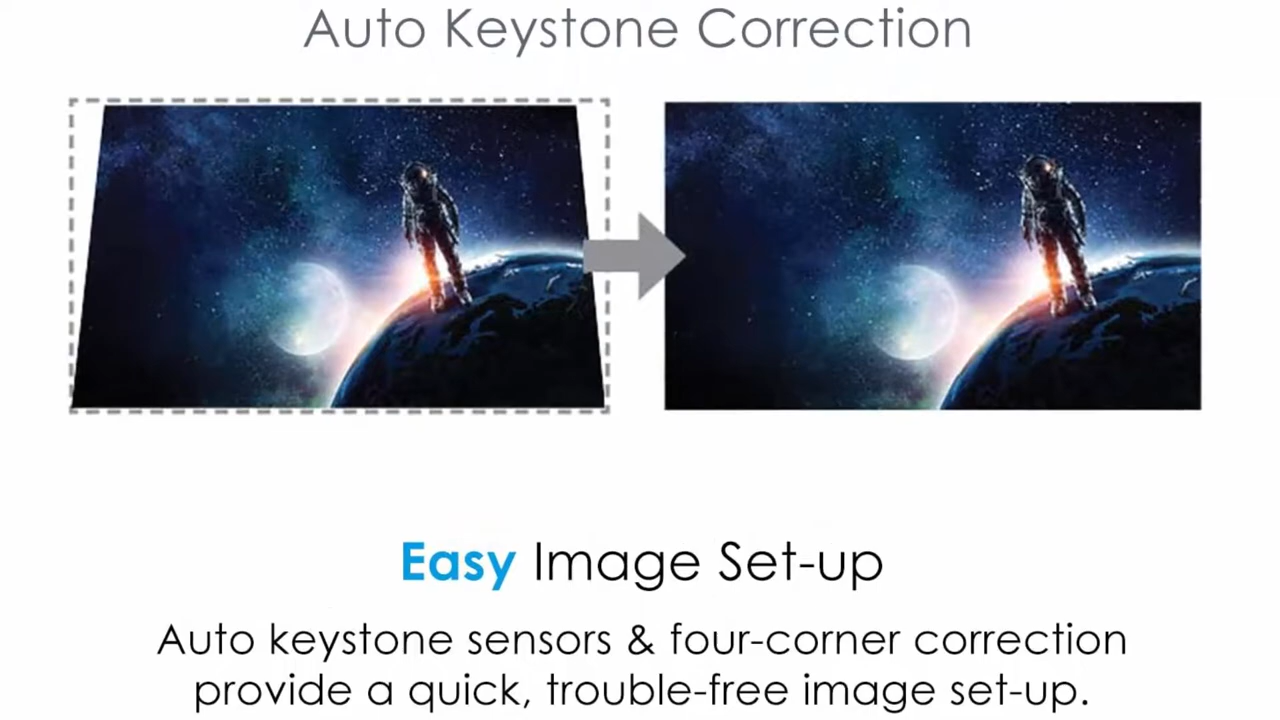 Auto Keystone Correction
Easy Image Set-up
Auto keystone sensors & four-corner correction
provide a quick, trouble-free image set-up.